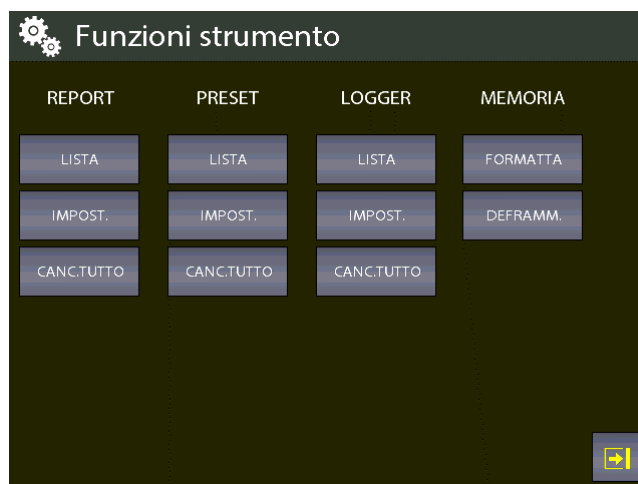 Funzioni strumento
REPORT PRESET LOGGER MEMORIA
LISTA LISTA LISTA FORMATTA
IMPOST. IMPOST. IMPOST. DEFRAMM.
CANC.TUTTO CANC.TUTTO CANC.TUTTO